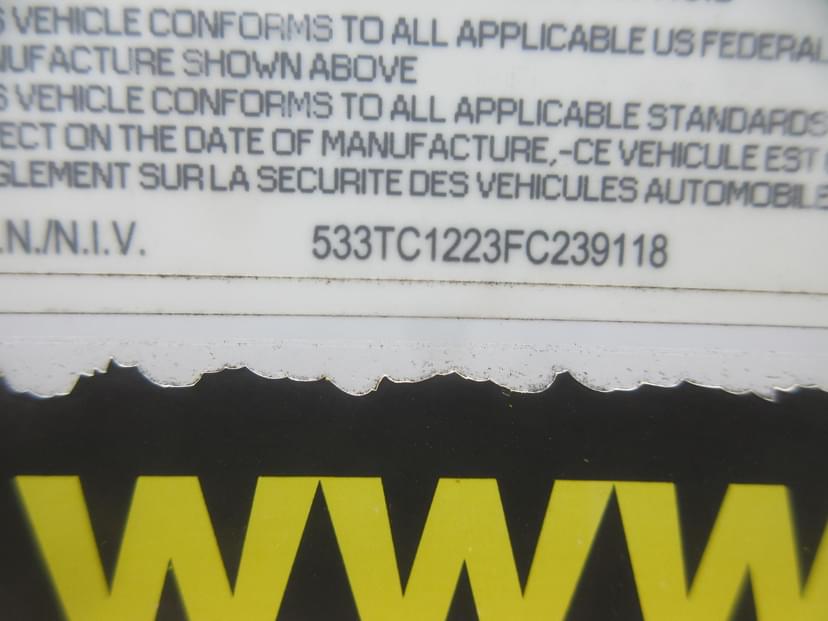 S VEHICLE CONFORMS TO ALL APPLICABLE US FEDERAL
NUFACTURE SHOWN ABOVE
S VEHICLE CONFORMS TO ALL APPLICABLE STANDARDS
ECT ON THE DATE OF MANUFACTURE,-CE VEHICULE EST
GLEMENT SUR LA SECURITE DES VEHICULES AUTOMOBILE
.N./N.I.V. 533TC1223FC239118
WWW